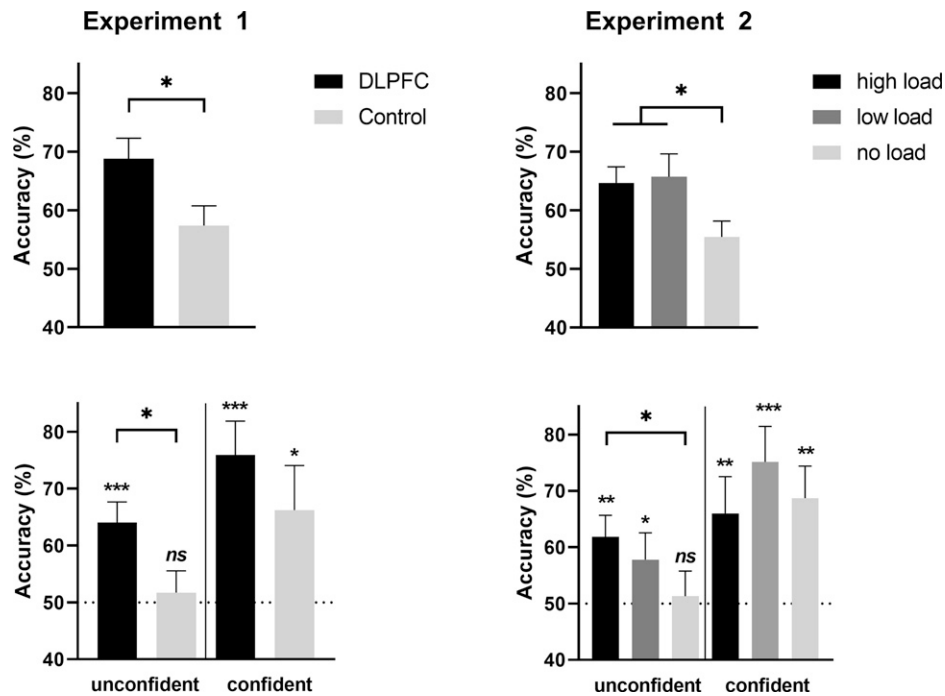 Experiment 1
Experiment 2
*
DLPFC
Control
80
70
60
50
40
Accuracy (%)
*
high load
low load
no load
80
70
60
50
40
Accuracy (%)
*
***
*
***
ns
80
70
60
50
40
Accuracy (%)
unconfident confident
*
***
**
**
**
*
ns
80
70
60
50
40
Accuracy (%)
unconfident confident